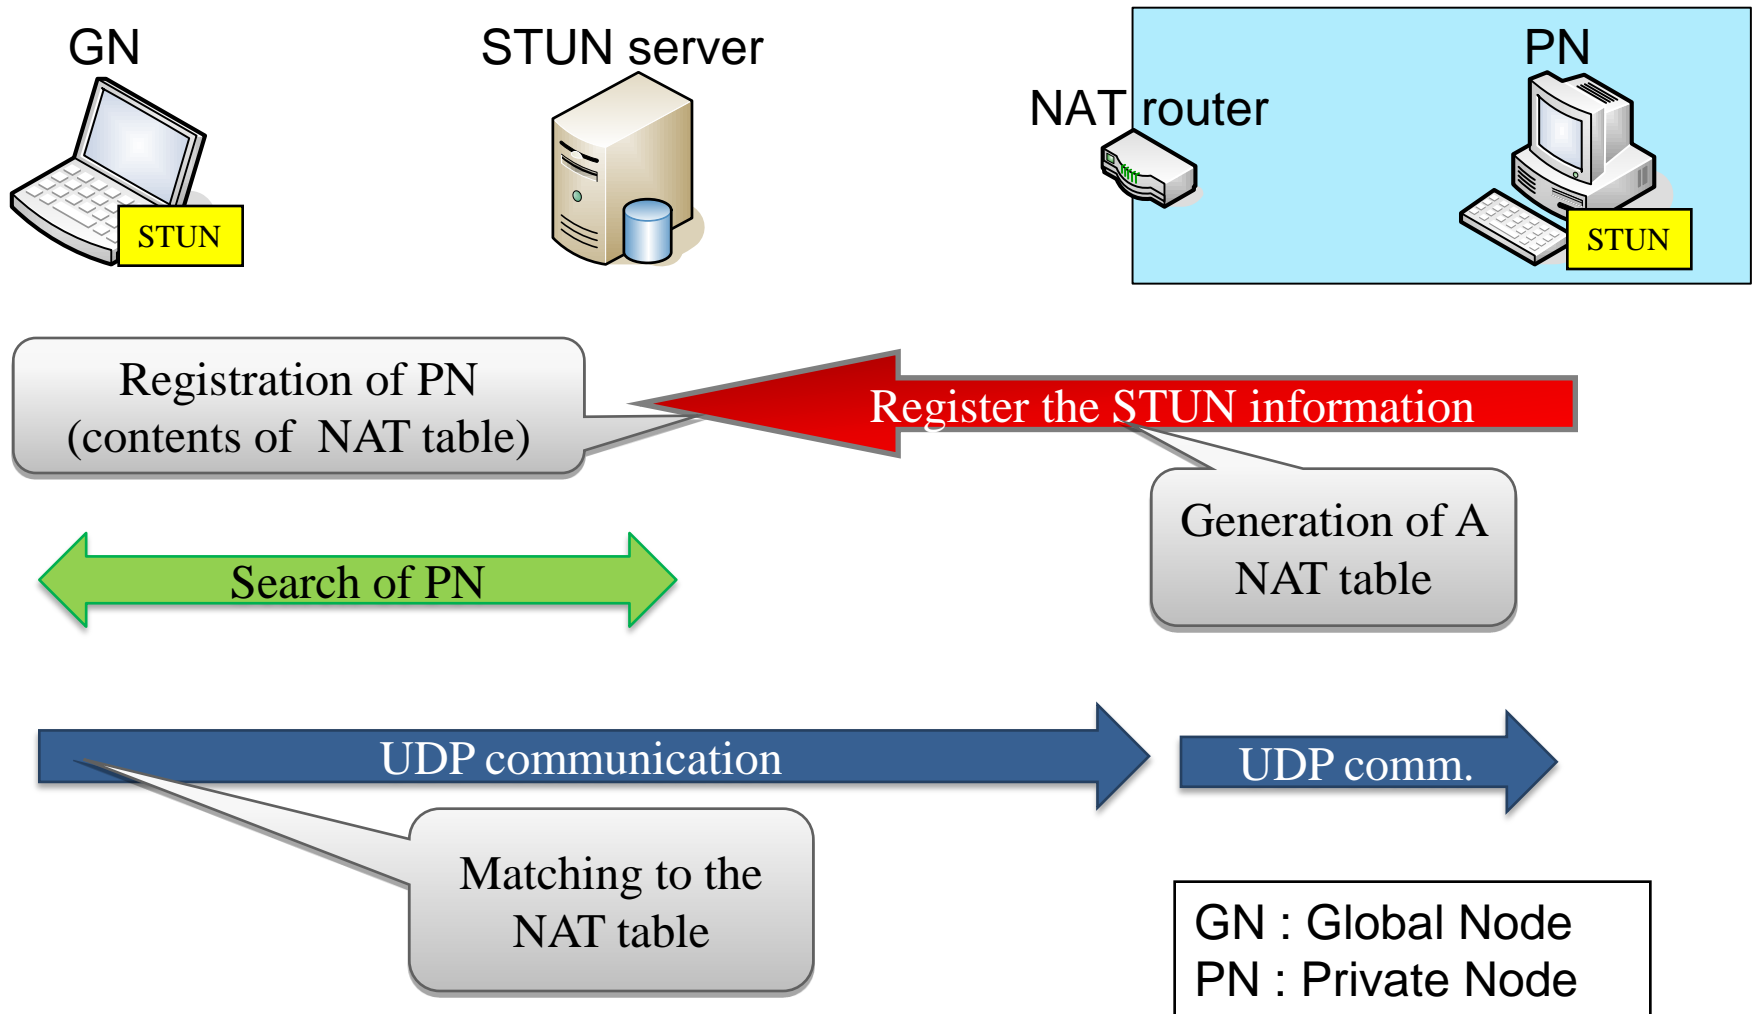 GN
STUN server
PN
NAT router
STUN
STUN
Registration of PN
(contents of NAT table)
Register the STUN information
Generation of A
NAT table
Search of PN
UDP communication
UDP comm.
Matching to the
NAT table
GN : Global Node
PN : Private Node